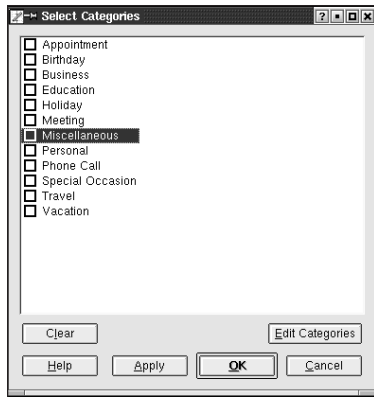 Select Categories
Appointment
Birthday
Business
Education
Holiday
Meeting
Miscellaneous
Personal
Phone Call
Special Occasion
Travel
Vacation
Clear
Edit Categories
Help
Apply
OK
Cancel